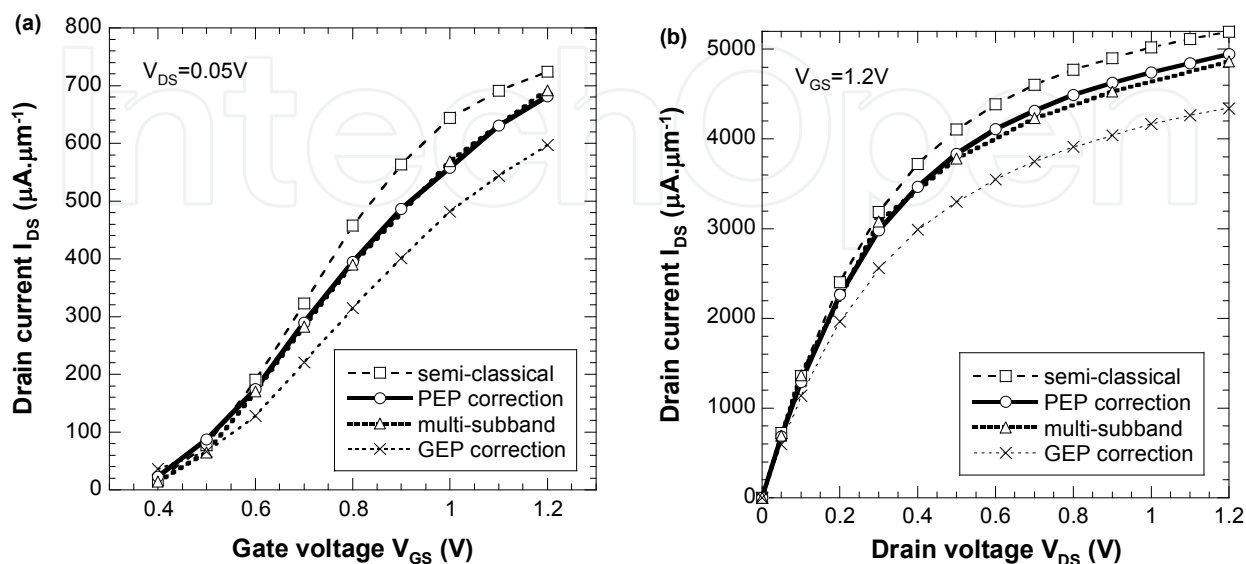 (a)
V_DS=0.05V
Drain current I_DS (µA.µm⁻¹)
800
700
600
500
400
300
200
100
0
0.4 0.6 0.8 1.0 1.2
Gate voltage V_GS (V)
semi-classical
PEP correction
multi-subband
GEP correction
(b)
V_GS=1.2V
Drain current I_DS (µA.µm⁻¹)
5000
4000
3000
2000
1000
0
0 0.2 0.4 0.6 0.8 1 1.2
Drain voltage V_DS (V)
semi-classical
PEP correction
multi-subband
GEP correction
IntechOpen